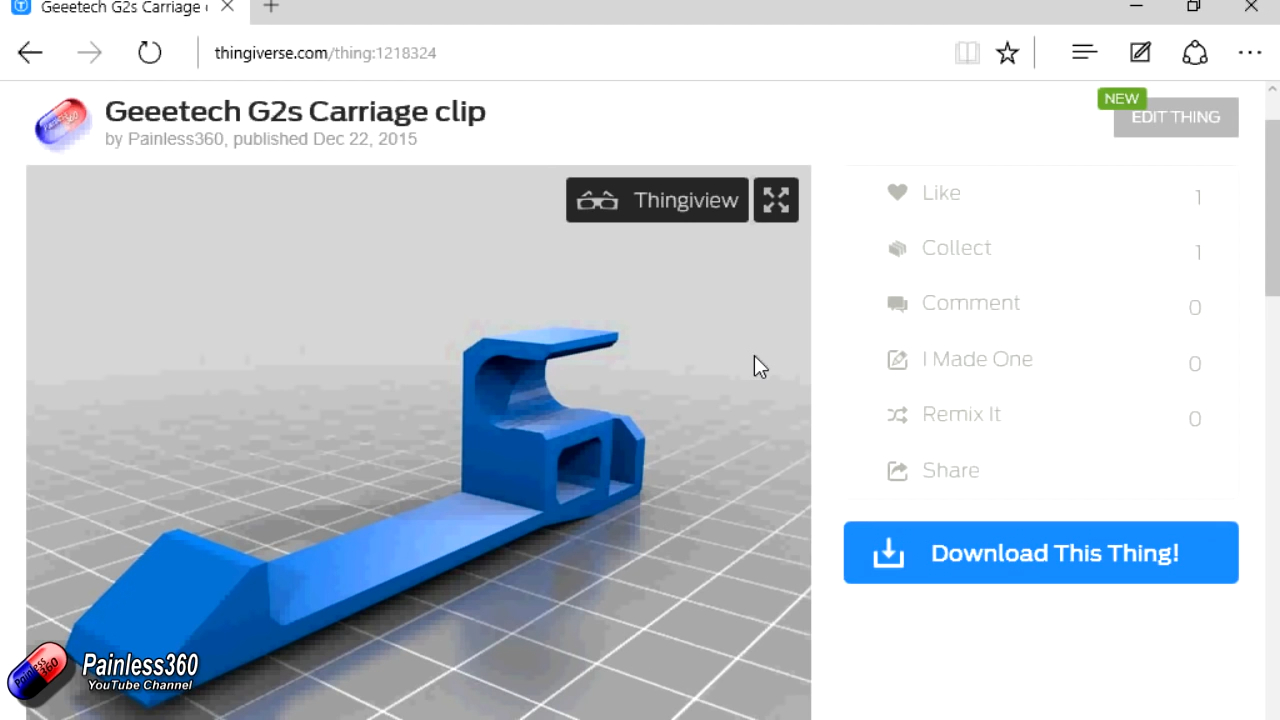 Geeetech G2s Carriage
thingiverse.com/thing:1218324
Geeetech G2s Carriage clip
by Painless360, published Dec 22, 2015
NEW
EDIT THING
Thingiview
Like 1
Collect 1
Comment 0
I Made One 0
Remix It 0
Share
Download This Thing!
Painless360
Painless360
YouTube Channel